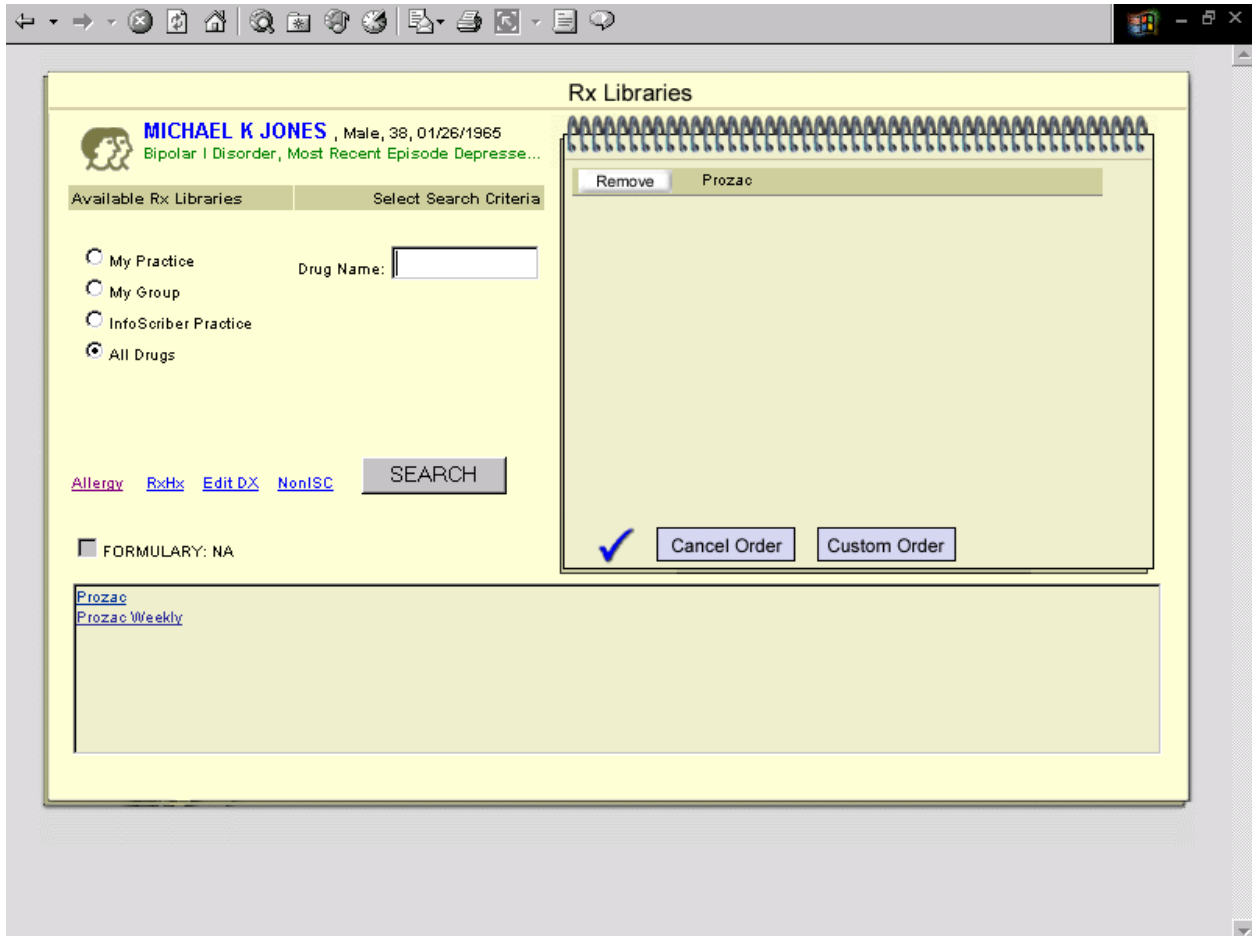 Rx Libraries
MICHAEL K JONES , Male, 38, 01/26/1965
Bipolar I Disorder, Most Recent Episode Depresse...
Available Rx Libraries Select Search Criteria
My Practice
My Group
InfoScriber Practice
All Drugs
Drug Name:
Allergy RxHx Edit DX NonISC SEARCH
FORMULARY: NA
Remove Prozac
Cancel Order Custom Order
Prozac
Prozac Weekly